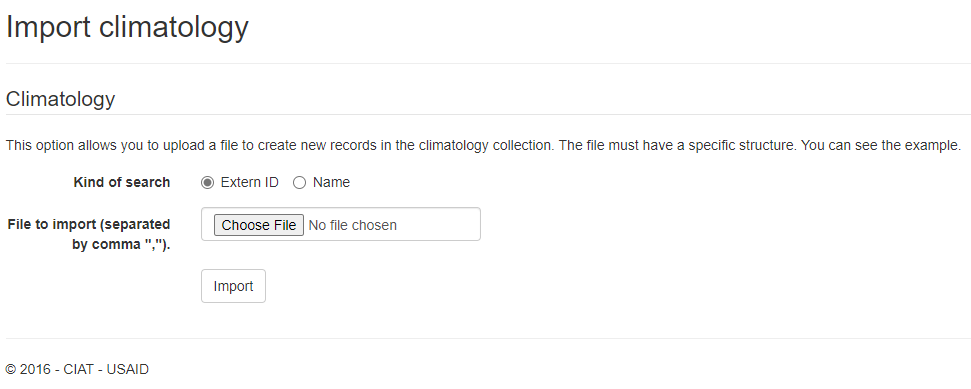 Import climatology
Climatology
This option allows you to upload a file to create new records in the climatology collection. The file must have a specific structure. You can see the example.
Kind of search Extern ID Name
File to import (separated
by comma ",").
Choose File No file chosen
Import
© 2016 - CIAT - USAID